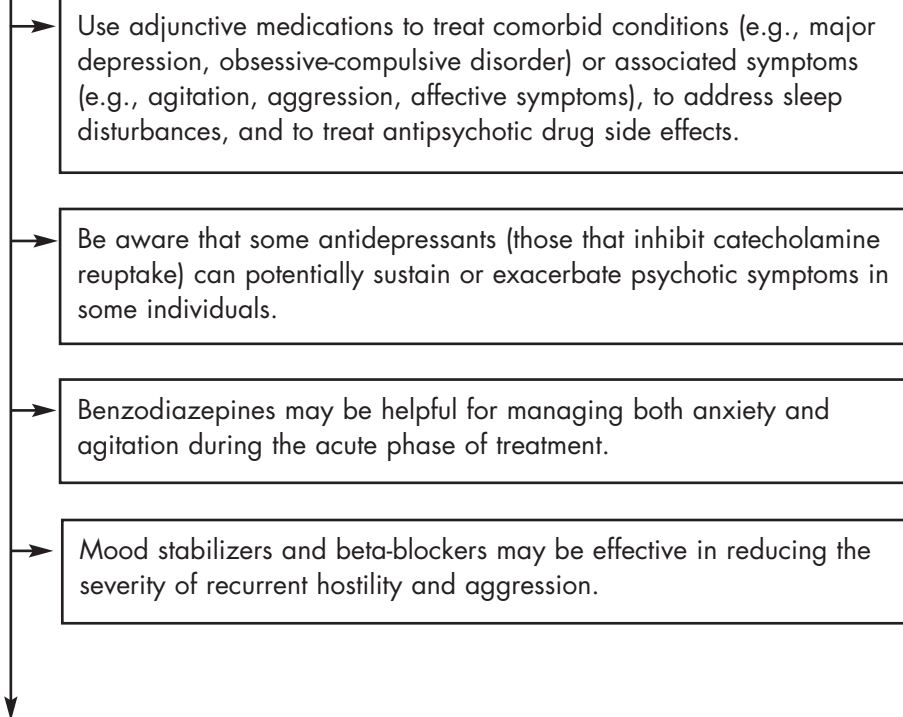 Use adjunctive medications to treat comorbid conditions (e.g., major
depression, obsessive-compulsive disorder) or associated symptoms
(e.g., agitation, aggression, affective symptoms), to address sleep
disturbances, and to treat antipsychotic drug side effects.
Be aware that some antidepressants (those that inhibit catecholamine
reuptake) can potentially sustain or exacerbate psychotic symptoms in
some individuals.
Benzodiazepines may be helpful for managing both anxiety and
agitation during the acute phase of treatment.
Mood stabilizers and beta-blockers may be effective in reducing the
severity of recurrent hostility and aggression.